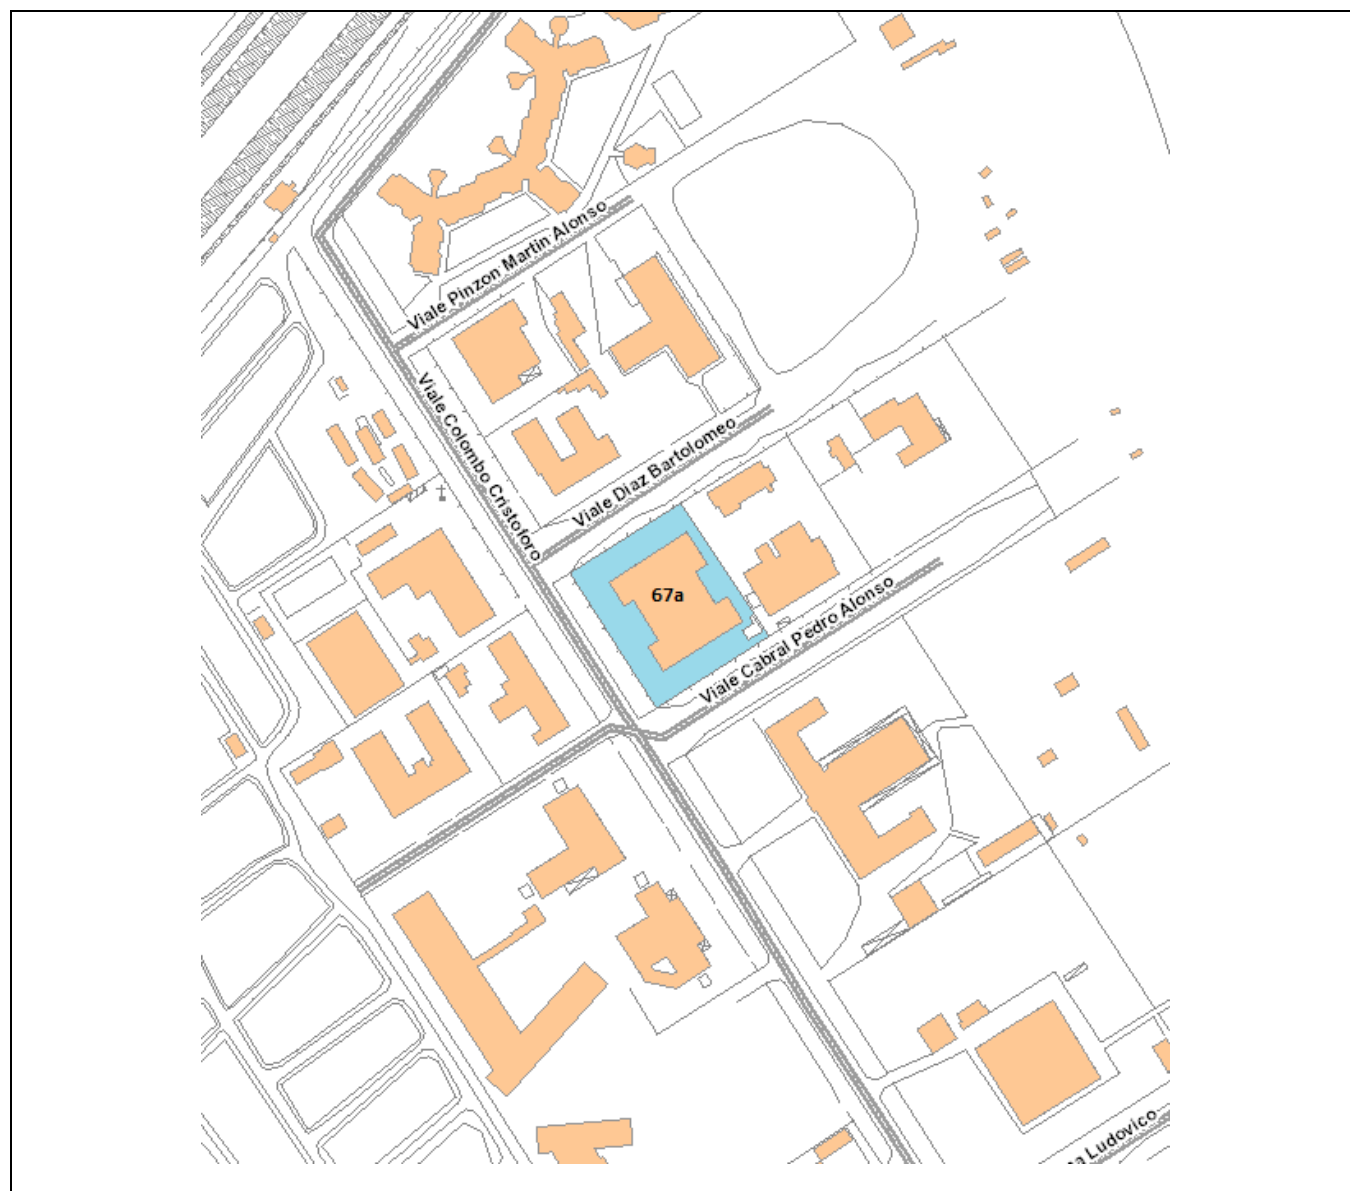 Viale Pinzon Martin Alonso
Viale Colombo Cristoforo
Viale Diaz Bartolomeo
67a
Viale Cabral Pedro Alonso
Ludovico